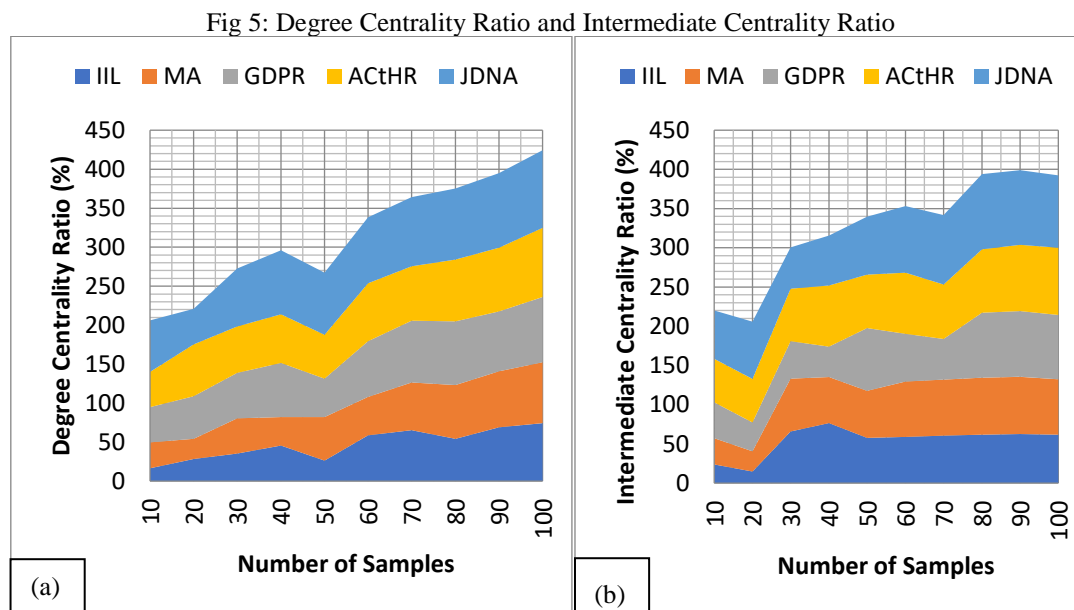 Fig 5: Degree Centrality Ratio and Intermediate Centrality Ratio
IIL MA GDPR ACtHR JDNA
450
400
350
300
250
200
150
100
50
0
Degree Centrality Ratio (%)
10 20 30 40 50 60 70 80 90 100
Number of Samples
(a)
IIL MA GDPR ACtHR JDNA
450
400
350
300
250
200
150
100
50
0
Intermediate Centrality Ratio (%)
10 20 30 40 50 60 70 80 90 100
Number of Samples
(b)